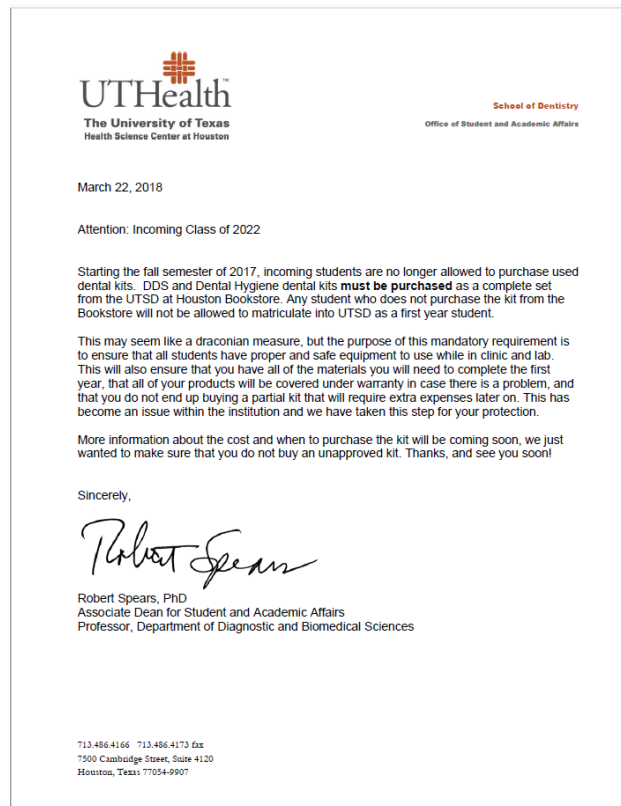 UTHealth™
The University of Texas
Health Science Center at Houston
School of Dentistry
Office of Student and Academic Affairs
March 22, 2018
Attention: Incoming Class of 2022
Starting the fall semester of 2017, incoming students are no longer allowed to purchase used
dental kits.  DDS and Dental Hygiene dental kits must be purchased as a complete set
from the UTSD at Houston Bookstore. Any student who does not purchase the kit from the
Bookstore will not be allowed to matriculate into UTSD as a first year student.
This may seem like a draconian measure, but the purpose of this mandatory requirement is
to ensure that all students have proper and safe equipment to use while in clinic and lab.
This will also ensure that you have all of the materials you will need to complete the first
year, that all of your products will be covered under warranty in case there is a problem, and
that you do not end up buying a partial kit that will require extra expenses later on. This has
become an issue within the institution and we have taken this step for your protection.
More information about the cost and when to purchase the kit will be coming soon, we just
wanted to make sure that you do not buy an unapproved kit. Thanks, and see you soon!
Sincerely,
Robert Spears
Robert Spears, PhD
Associate Dean for Student and Academic Affairs
Professor, Department of Diagnostic and Biomedical Sciences
713.486.4166   713.486.4173 fax
7500 Cambridge Street, Suite 4120
Houston, Texas 77054-9907